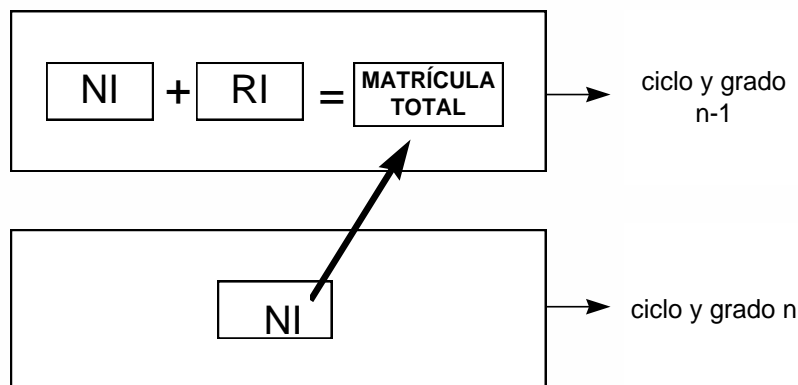 NI + RI = MATRÍCULA
TOTAL
ciclo y grado
n-1
NI
ciclo y grado n